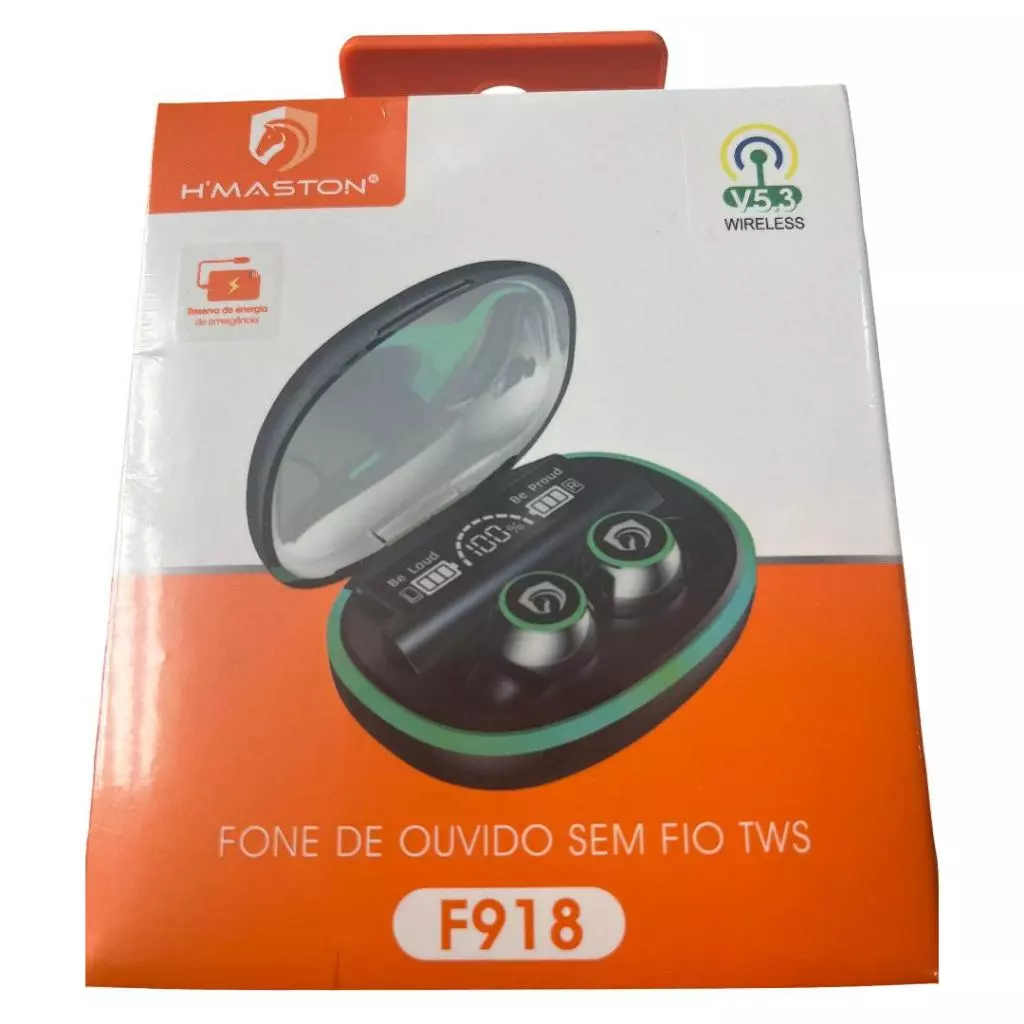 H'MASTON®
V5.3
WIRELESS
Reserva de energia
de emergência
Be Proud
R
100%
Be Loud
L
FONE DE OUVIDO SEM FIO TWS
F918